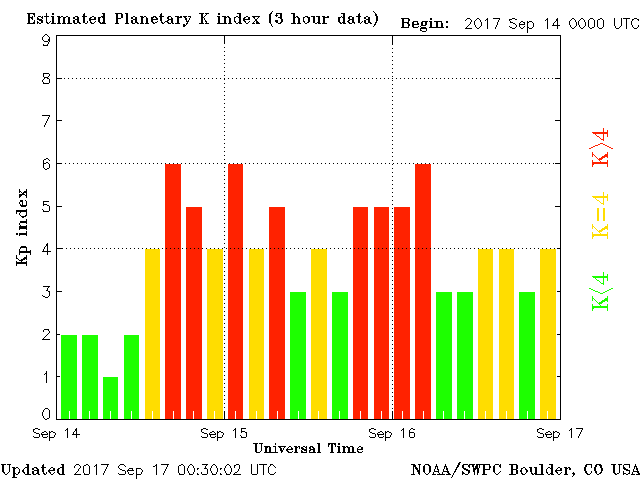 Estimated Planetary K index (3 hour data)
Begin: 2017 Sep 14 0000 UTC
9
8
7
6
5
4
3
2
1
0
Kp index
K>4
K=4
K<4
Sep 14
Sep 15
Sep 16
Sep 17
Universal Time
Updated 2017 Sep 17 00:30:02 UTC
NOAA/SWPC Boulder, CO USA